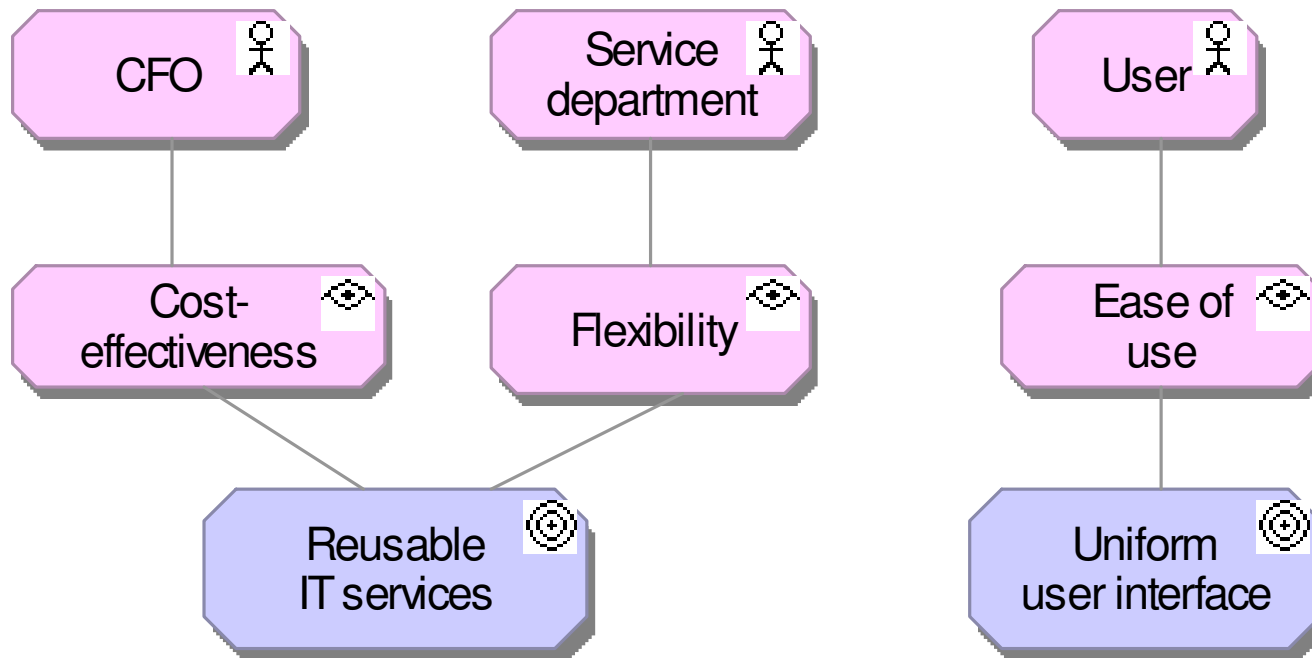 CFO
Service
department
User
Cost-
effectiveness
Flexibility
Ease of
use
Reusable
IT services
Uniform
user interface